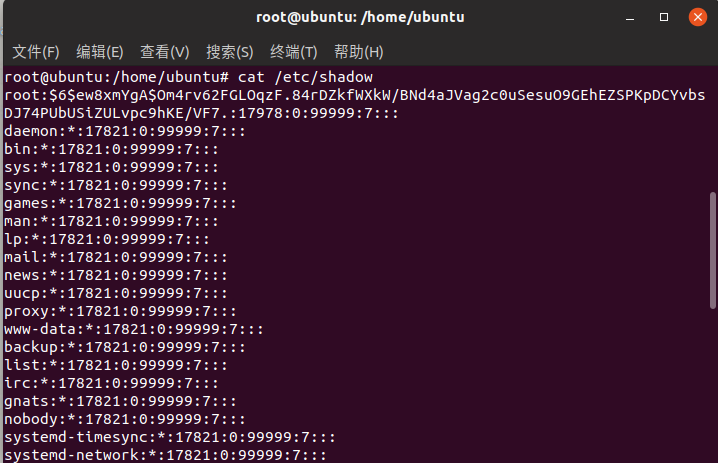 root@ubuntu: /home/ubuntu
文件(F) 编辑(E) 查看(V) 搜索(S) 终端(T) 帮助(H)
root@ubuntu:/home/ubuntu# cat /etc/shadow
root:$6$ew8xmYgA$Om4rv62FGLOqzF.84rDZkfWXkW/BNd4aJVag2c0uSesuO9GEhEZSPKpDCYvbs
DJ74PUbUSiZULvpc9hKE/VF7.:17978:0:99999:7:::
daemon:*:17821:0:99999:7:::
bin:*:17821:0:99999:7:::
sys:*:17821:0:99999:7:::
sync:*:17821:0:99999:7:::
games:*:17821:0:99999:7:::
man:*:17821:0:99999:7:::
lp:*:17821:0:99999:7:::
mail:*:17821:0:99999:7:::
news:*:17821:0:99999:7:::
uucp:*:17821:0:99999:7:::
proxy:*:17821:0:99999:7:::
www-data:*:17821:0:99999:7:::
backup:*:17821:0:99999:7:::
list:*:17821:0:99999:7:::
irc:*:17821:0:99999:7:::
gnats:*:17821:0:99999:7:::
nobody:*:17821:0:99999:7:::
systemd-timesync:*:17821:0:99999:7:::
systemd-network:*:17821:0:99999:7:::